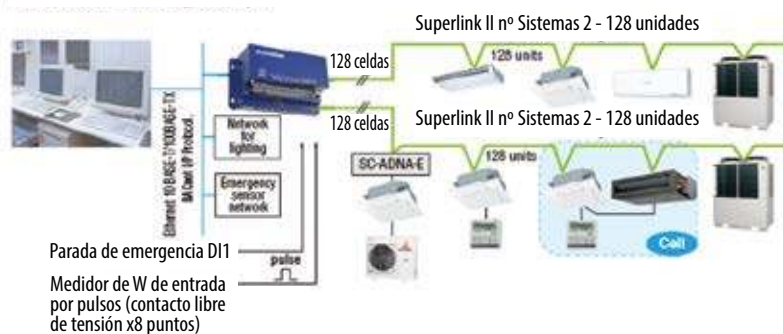 Superlink II nº Sistemas 2 - 128 unidades
128 celdas
128 units
128 celdas
Superlink II nº Sistemas 2 - 128 unidades
Ethernet 10 BASE-T/100BASE-TX
BACnet I/P Protocol.
Network
for
lighting
Emergency
sensor
network
SC-ADNA-E
128 units
Cell
Parada de emergencia DI1
pulse
Medidor de W de entrada
por pulsos (contacto libre
de tensión x8 puntos)